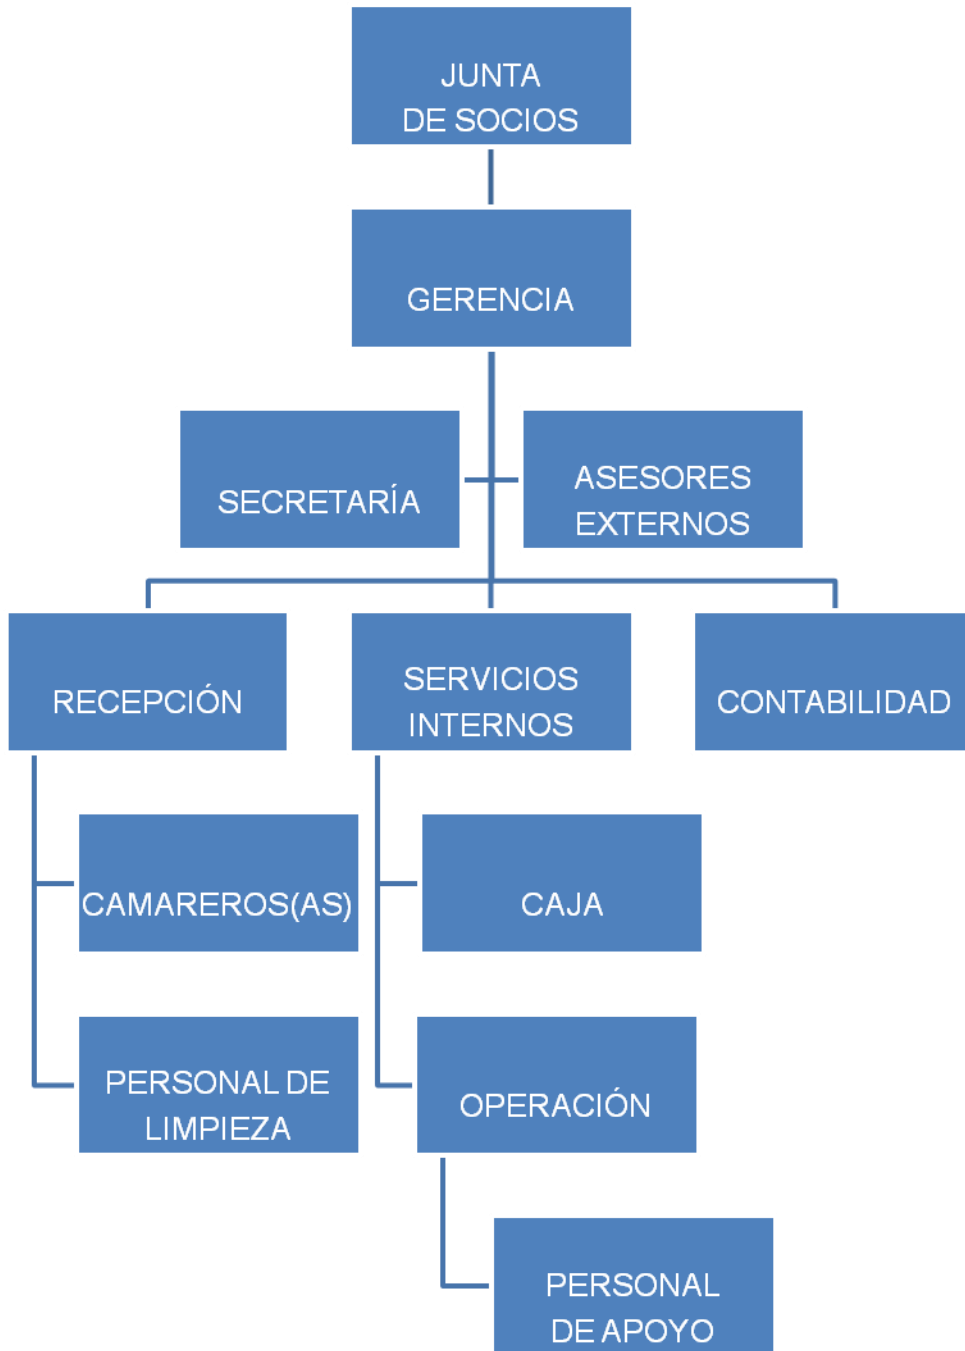 JUNTA
DE SOCIOS
GERENCIA
SECRETARÍA
ASESORES
EXTERNOS
RECEPCIÓN
SERVICIOS
INTERNOS
CONTABILIDAD
CAMAREROS(AS)
CAJA
PERSONAL DE
LIMPIEZA
OPERACIÓN
PERSONAL
DE APOYO